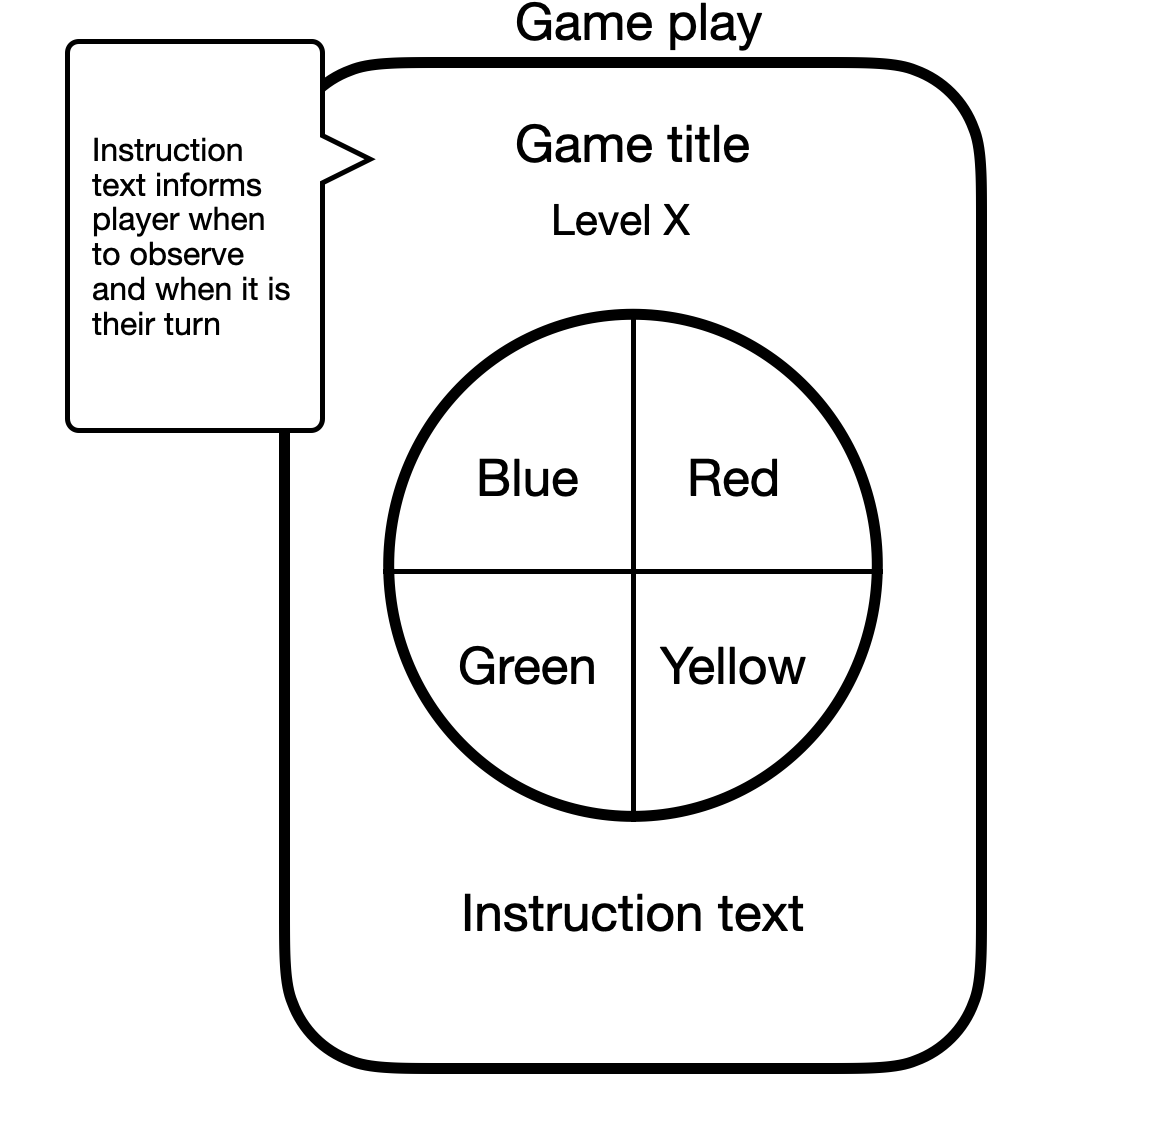 Game play
Instruction
text informs
player when
to observe
and when it is
their turn
Game title
Level X
Blue
Red
Green
Yellow
Instruction text